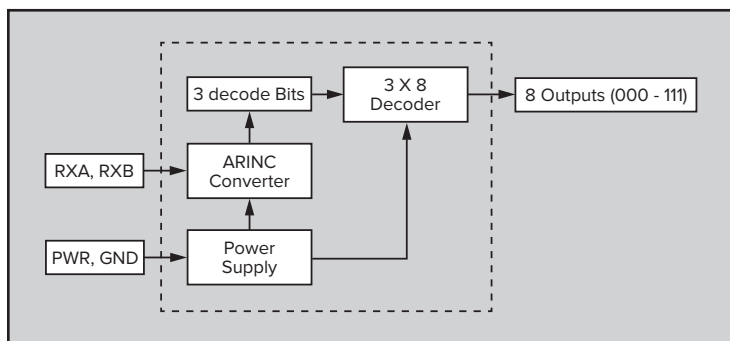 3 decode Bits
3 X 8
Decoder
8 Outputs (000 - 111)
RXA, RXB
ARINC
Converter
PWR, GND
Power
Supply